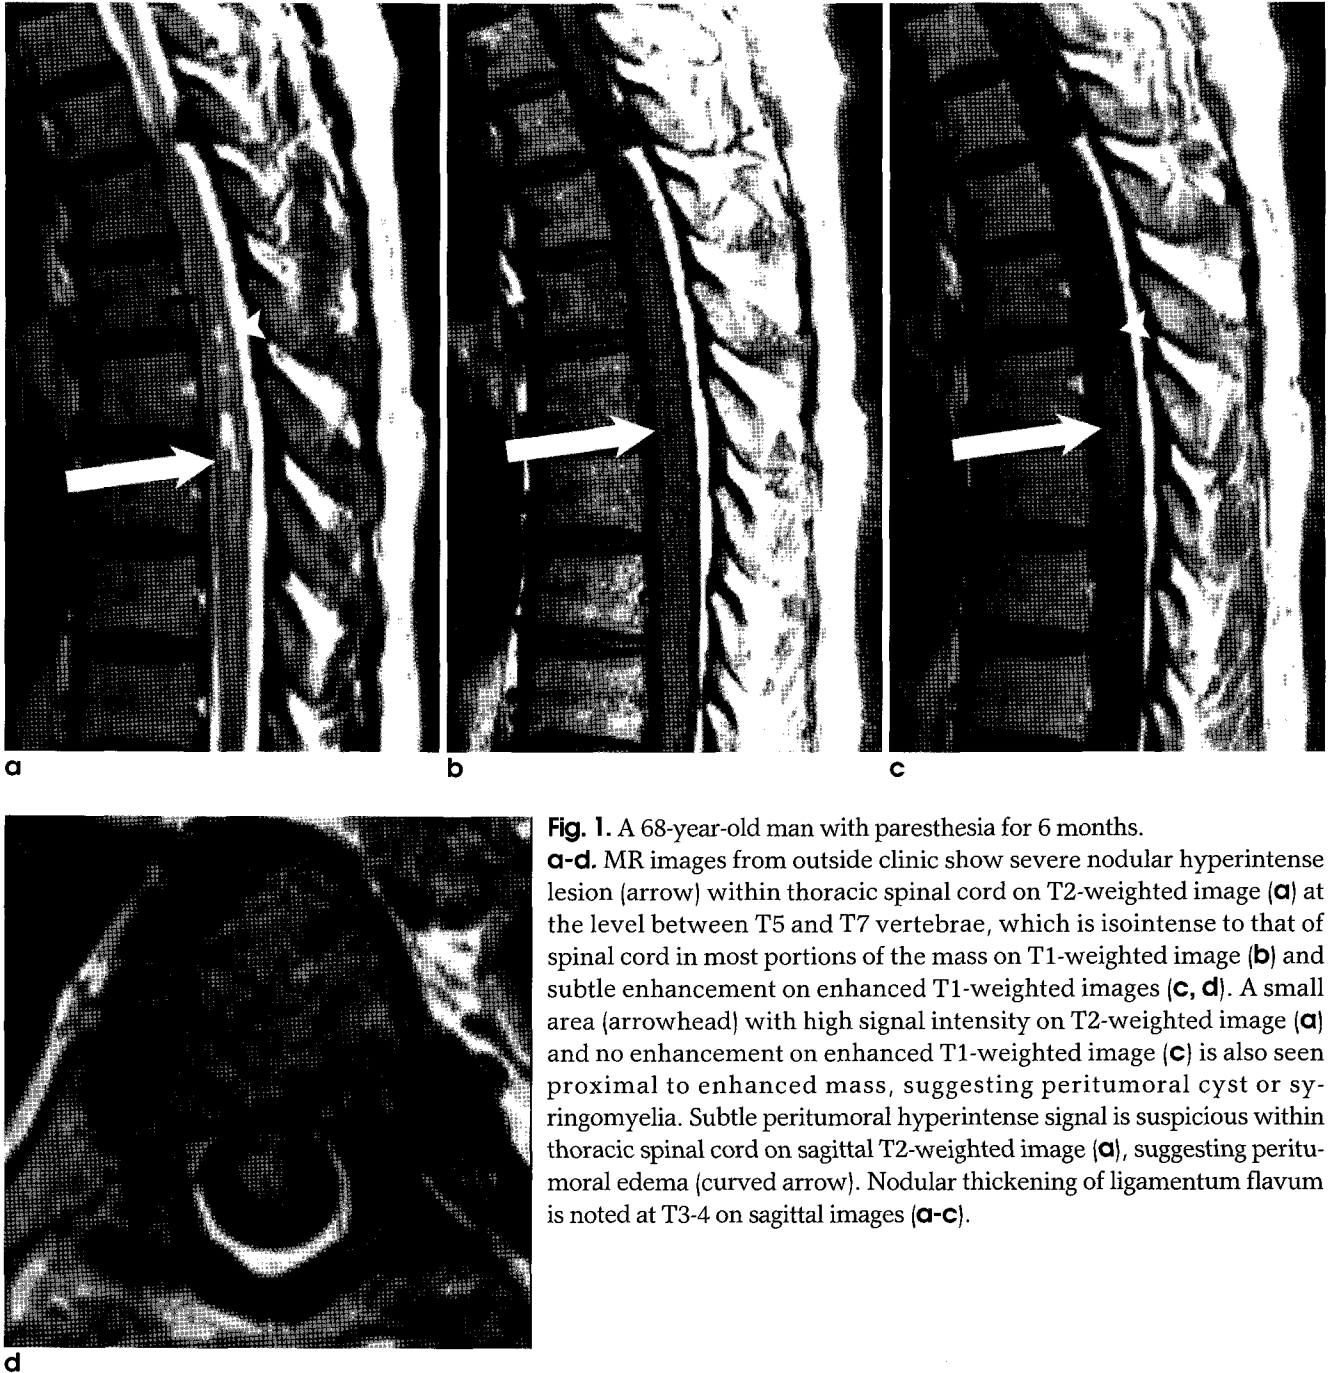 a
b
c
d
Fig. 1. A 68-year-old man with paresthesia for 6 months.
a-d. MR images from outside clinic show severe nodular hyperintense
lesion (arrow) within thoracic spinal cord on T2-weighted image (a) at
the level between T5 and T7 vertebrae, which is isointense to that of
spinal cord in most portions of the mass on T1-weighted image (b) and
subtle enhancement on enhanced T1-weighted images (c, d). A small
area (arrowhead) with high signal intensity on T2-weighted image (a)
and no enhancement on enhanced T1-weighted image (c) is also seen
proximal to enhanced mass, suggesting peritumoral cyst or sy-
ringomyelia. Subtle peritumoral hyperintense signal is suspicious within
thoracic spinal cord on sagittal T2-weighted image (a), suggesting peritu-
moral edema (curved arrow). Nodular thickening of ligamentum flavum
is noted at T3-4 on sagittal images (a-c).